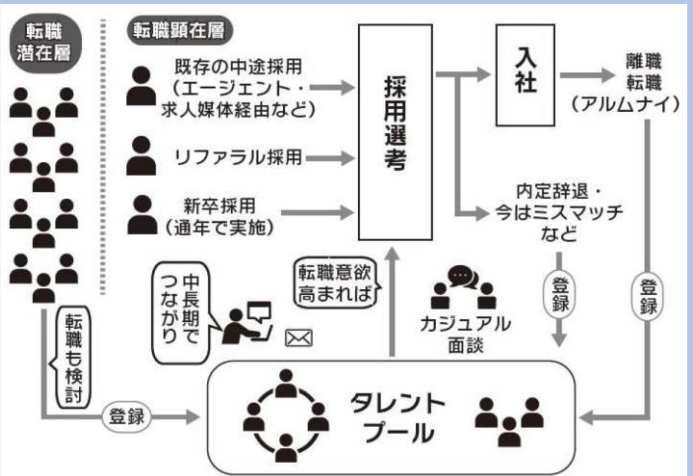 転職
潜在層
転職顕在層
既存の中途採用
(エージェント・
求人媒体経由など)
リファラル採用
新卒採用
(通年で実施)
採用選考
入社
離職
転職
(アルムナイ)
内定辞退・
今はミスマッチ
など
登録
登録
転職意欲
高まれば
カジュアル
面談
中長期で
つながり
転職も検討
登録
タレント
プール